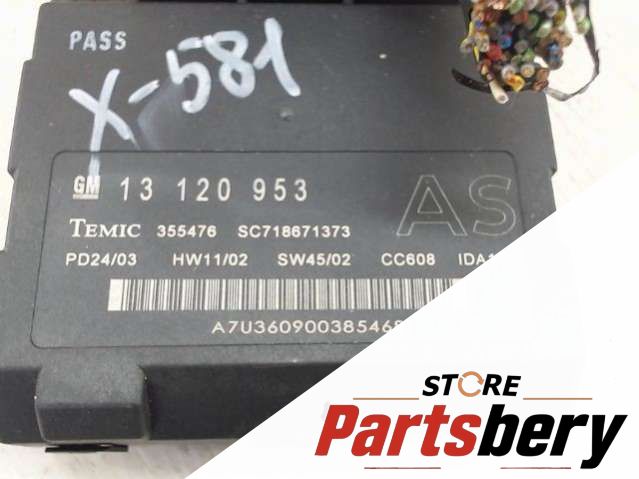 PASS
X-581
GM 13 120 953
AS
TEMIC 355476 SC718671373
PD24/03 HW11/02 SW45/02 CC608
STORE
Partsbery